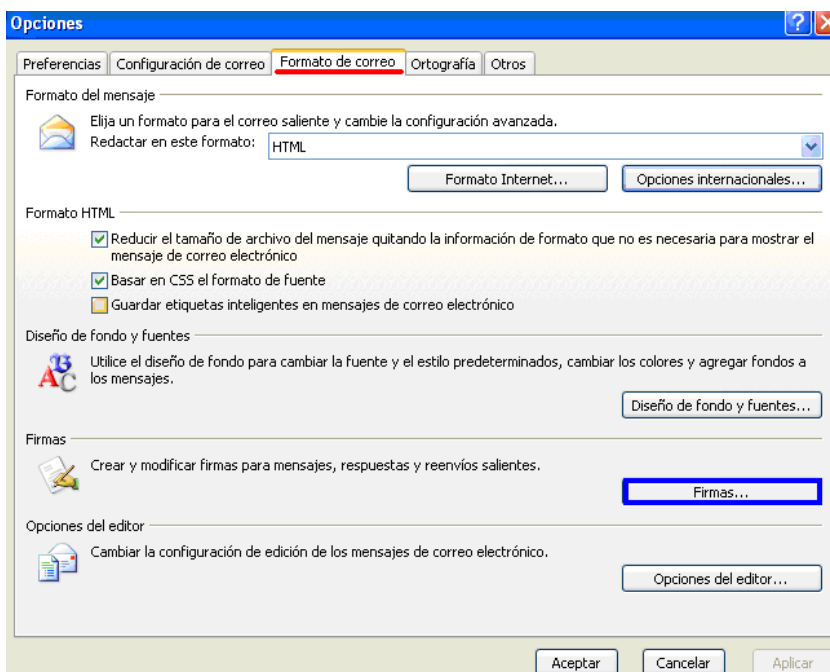 Opciones
?
Preferencias
Configuración de correo
Formato de correo
Ortografía
Otros
Formato del mensaje
Elija un formato para el correo saliente y cambie la configuración avanzada.
Redactar en este formato:
HTML
Formato Internet...
Opciones internacionales...
Formato HTML
Reducir el tamaño de archivo del mensaje quitando la información de formato que no es necesaria para mostrar el
mensaje de correo electrónico
Basar en CSS el formato de fuente
Guardar etiquetas inteligentes en mensajes de correo electrónico
Diseño de fondo y fuentes
Utilice el diseño de fondo para cambiar la fuente y el estilo predeterminados, cambiar los colores y agregar fondos a
los mensajes.
Diseño de fondo y fuentes...
Firmas
Crear y modificar firmas para mensajes, respuestas y reenvíos salientes.
Firmas...
Opciones del editor
Cambiar la configuración de edición de los mensajes de correo electrónico.
Opciones del editor...
Aceptar
Cancelar
Aplicar